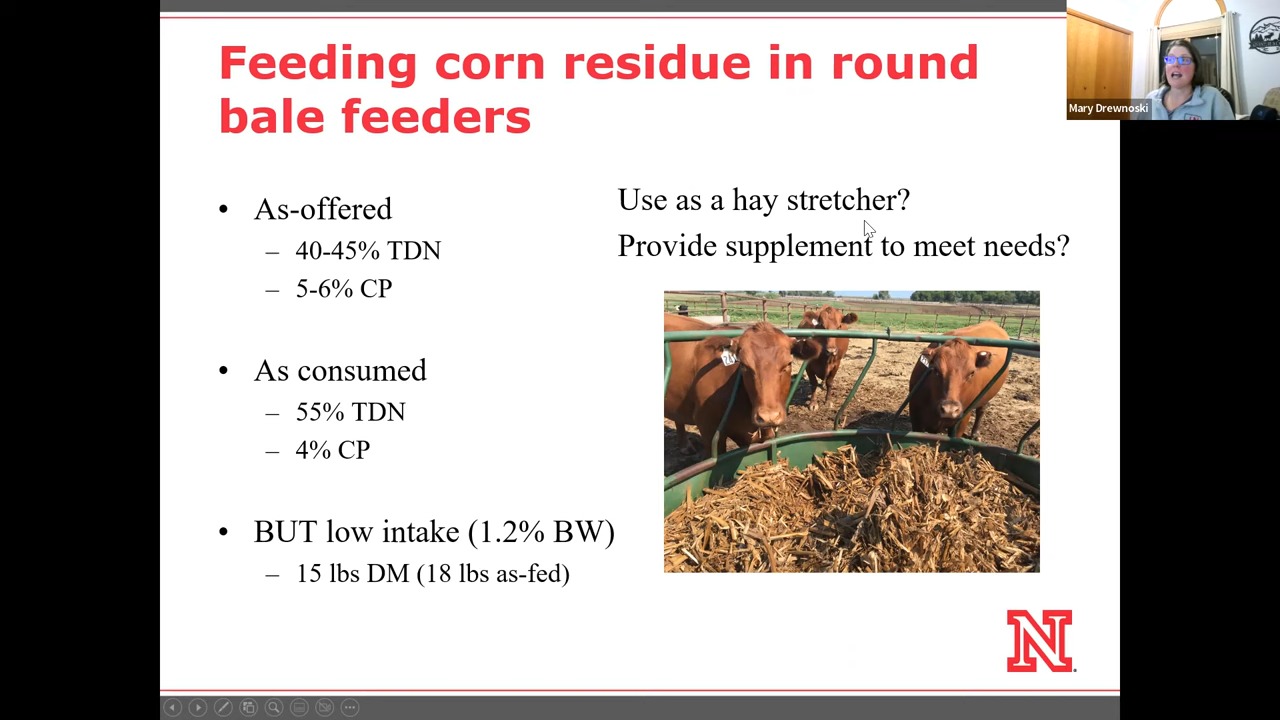 Feeding corn residue in round
bale feeders
• As-offered
– 40-45% TDN
– 5-6% CP
• As consumed
– 55% TDN
– 4% CP
• BUT low intake (1.2% BW)
– 15 lbs DM (18 lbs as-fed)
Use as a hay stretcher?
Provide supplement to meet needs?
N
Mary Drewnoski